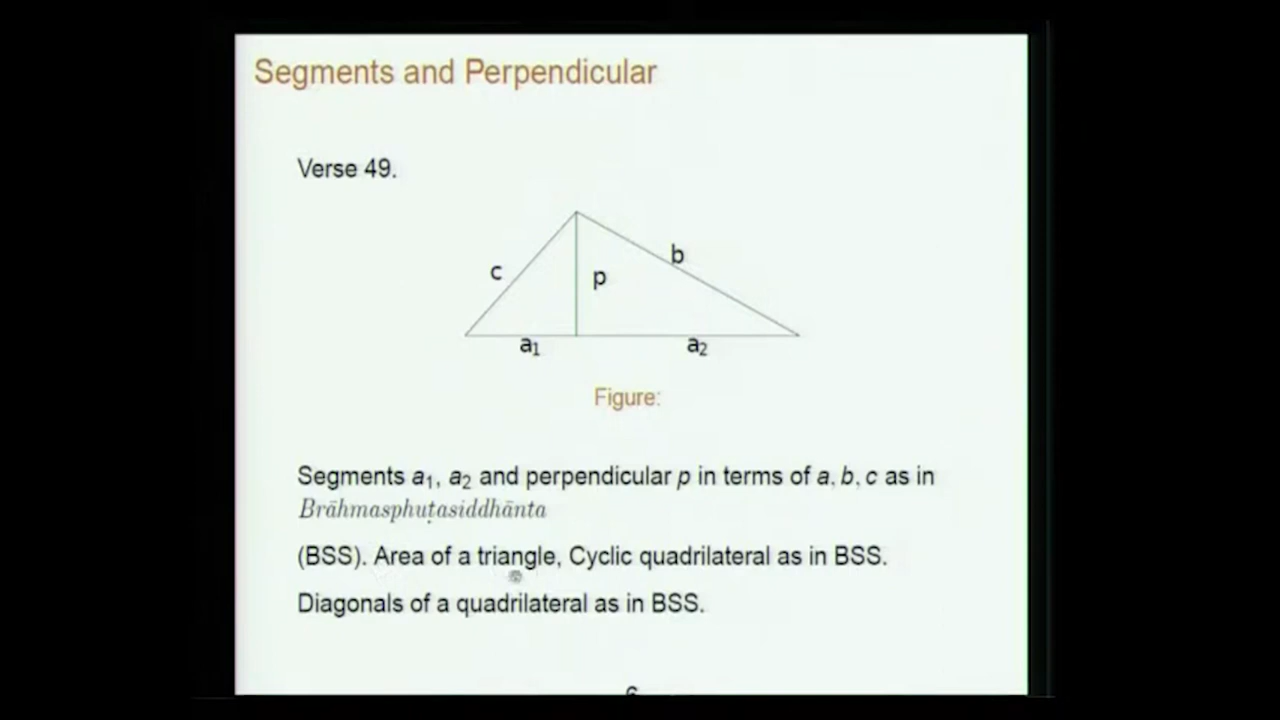 Segments and Perpendicular
Verse 49.
c
b
p
a₁
a₂
Figure:
Segments a₁, a₂ and perpendicular p in terms of a, b, c as in
Brāhmasphuṭasiddhānta
(BSS). Area of a triangle, Cyclic quadrilateral as in BSS.
Diagonals of a quadrilateral as in BSS.